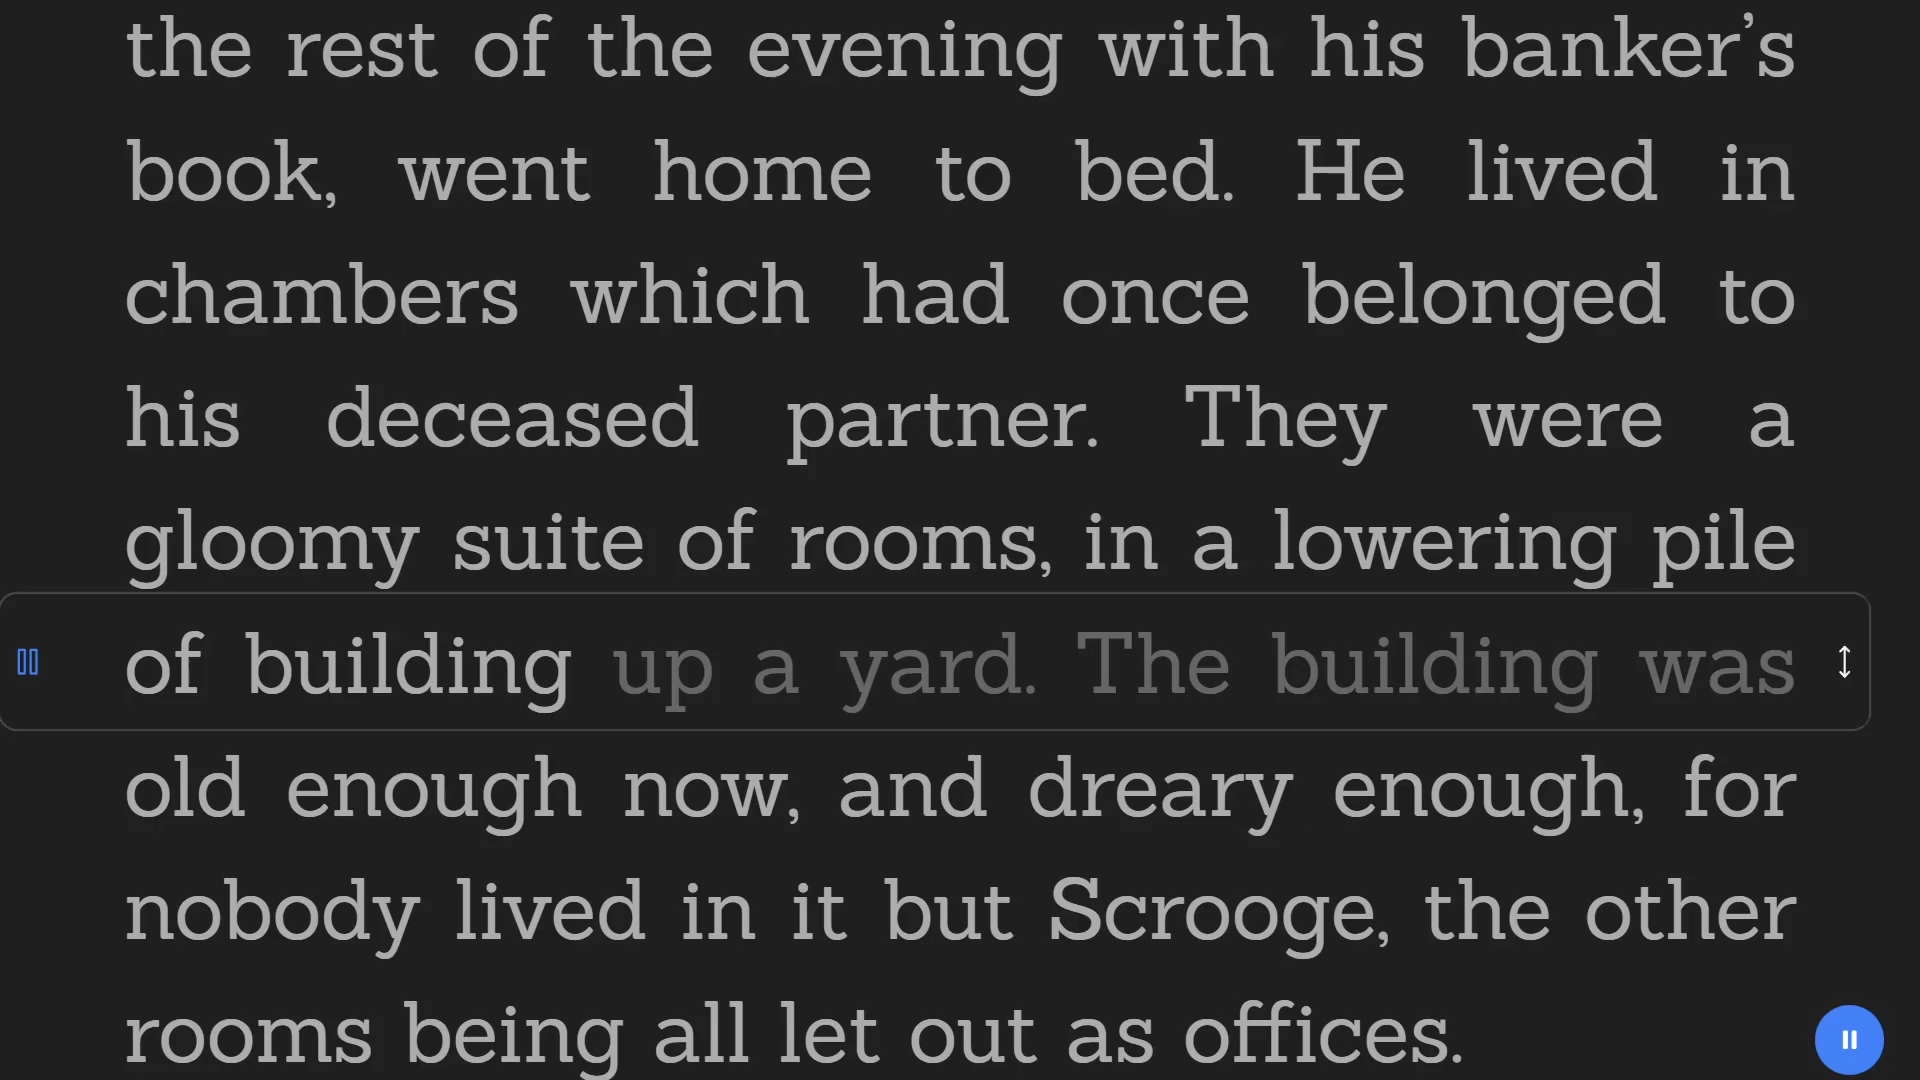 the rest of the evening with his banker’s
book, went home to bed. He lived in
chambers which had once belonged to
his deceased partner. They were a
gloomy suite of rooms, in a lowering pile
of building up a yard. The building was
old enough now, and dreary enough, for
nobody lived in it but Scrooge, the other
rooms being all let out as offices.